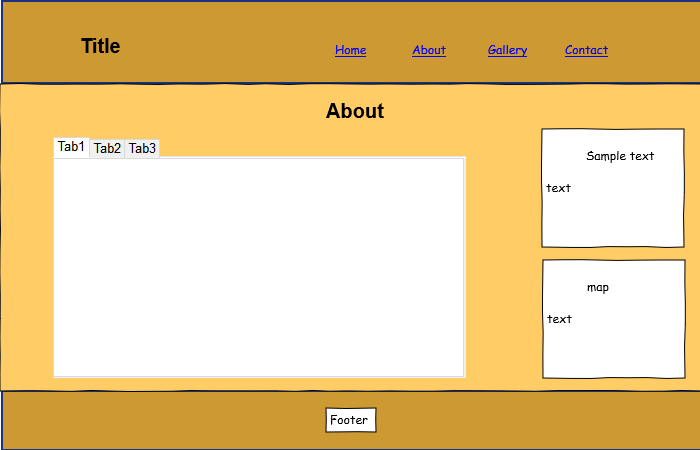 Title
Home About Gallery Contact
About
Tab1 Tab2 Tab3
Sample text
text
map
text
Footer